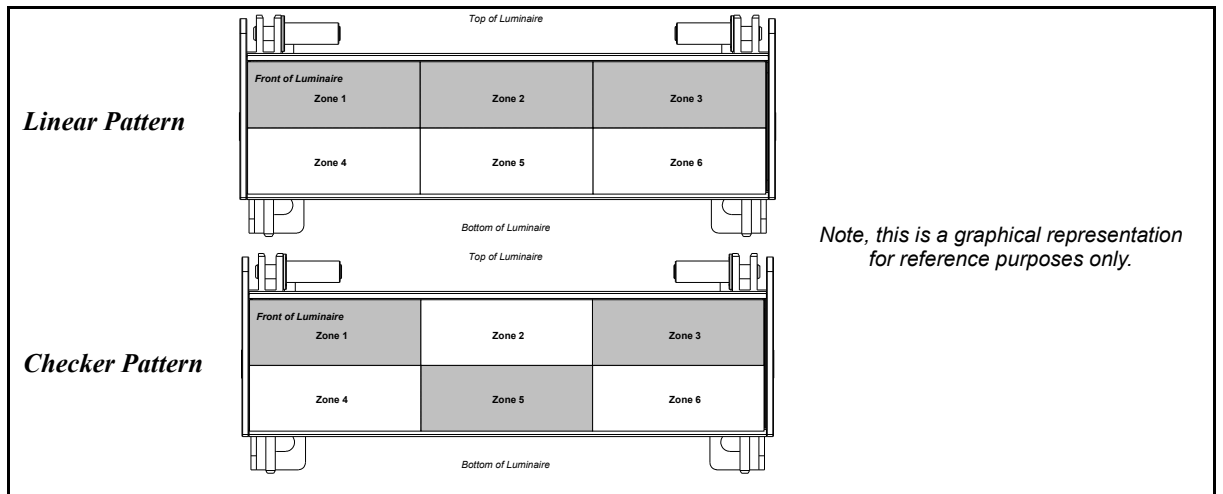 Top of Luminaire
Front of Luminaire
Zone 1 Zone 2 Zone 3
Linear Pattern
Zone 4 Zone 5 Zone 6
Bottom of Luminaire
Note, this is a graphical representation
for reference purposes only.
Top of Luminaire
Front of Luminaire
Zone 1 Zone 2 Zone 3
Checker Pattern
Zone 4 Zone 5 Zone 6
Bottom of Luminaire